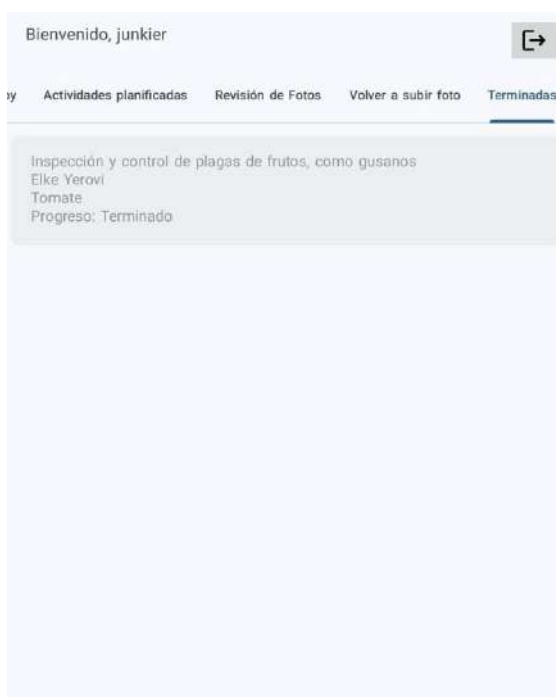 Bienvenido, junkier
oy Actividades planificadas Revisión de Fotos Volver a subir foto Terminadas
Inspección y control de plagas de frutos, como gusanos
Elke Yerovi
Tomate
Progreso: Terminado